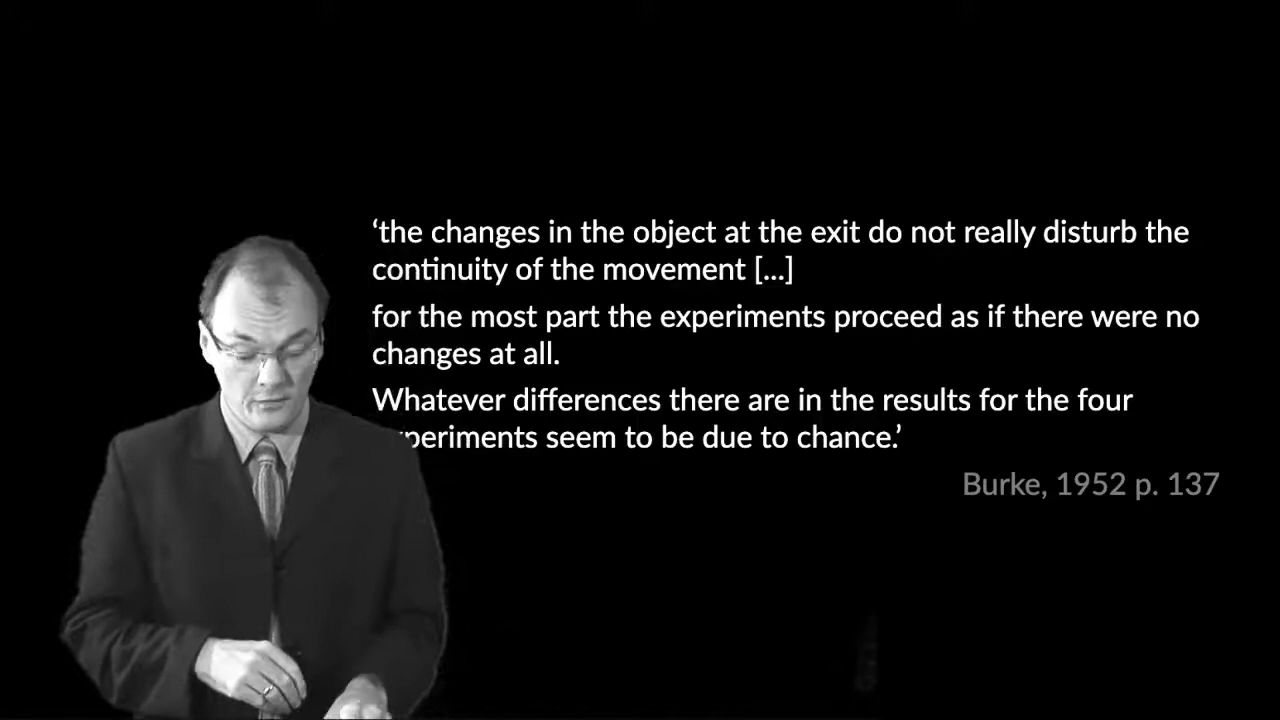 ‘the changes in the object at the exit do not really disturb the
continuity of the movement [...]
for the most part the experiments proceed as if there were no
changes at all.
Whatever differences there are in the results for the four
xperiments seem to be due to chance.’
Burke, 1952 p. 137